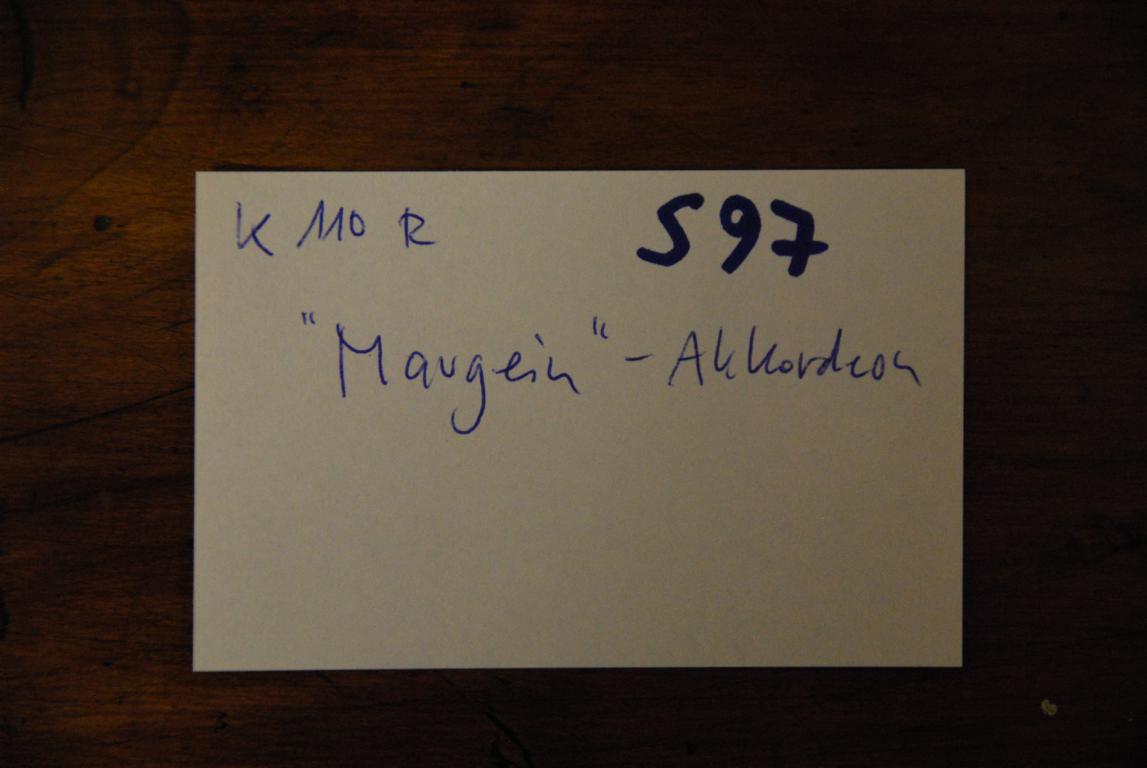 K 110 R 597
"Maugein" - Akkordeon